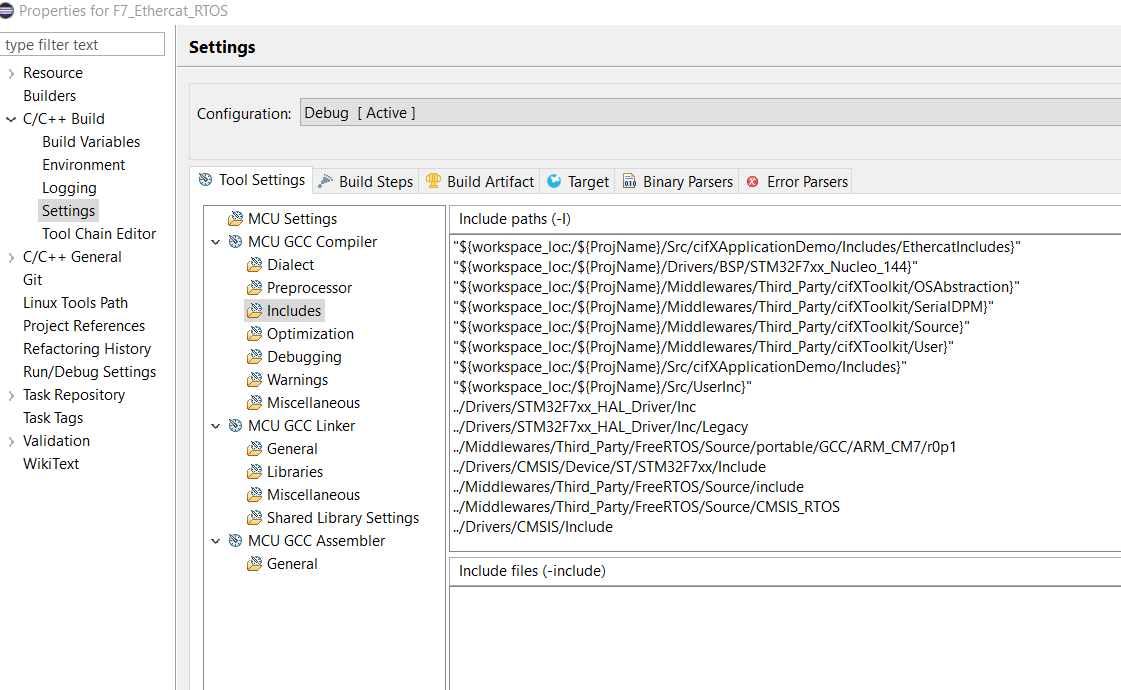 Properties for F7_Ethercat_RTOS
type filter text
Resource
Builders
C/C++ Build
Build Variables
Environment
Logging
Settings
Tool Chain Editor
C/C++ General
Git
Linux Tools Path
Project References
Refactoring History
Run/Debug Settings
Task Repository
Task Tags
Validation
WikiText
Settings
Configuration: Debug [ Active ]
Tool Settings Build Steps Build Artifact Target Binary Parsers Error Parsers
MCU Settings
MCU GCC Compiler
Dialect
Preprocessor
Includes
Optimization
Debugging
Warnings
Miscellaneous
MCU GCC Linker
General
Libraries
Miscellaneous
Shared Library Settings
MCU GCC Assembler
General
Include paths (-I)
"${workspace_loc:/${ProjName}/Src/cifXApplicationDemo/Includes/EthercatIncludes}"
"${workspace_loc:/${ProjName}/Drivers/BSP/STM32F7xx_Nucleo_144}"
"${workspace_loc:/${ProjName}/Middlewares/Third_Party/cifXToolkit/OSAbstraction}"
"${workspace_loc:/${ProjName}/Middlewares/Third_Party/cifXToolkit/SerialDPM}"
"${workspace_loc:/${ProjName}/Middlewares/Third_Party/cifXToolkit/Source}"
"${workspace_loc:/${ProjName}/Middlewares/Third_Party/cifXToolkit/User}"
"${workspace_loc:/${ProjName}/Src/cifXApplicationDemo/Includes}"
"${workspace_loc:/${ProjName}/Src/UserInc}"
../Drivers/STM32F7xx_HAL_Driver/Inc
../Drivers/STM32F7xx_HAL_Driver/Inc/Legacy
../Middlewares/Third_Party/FreeRTOS/Source/portable/GCC/ARM_CM7/r0p1
../Drivers/CMSIS/Device/ST/STM32F7xx/Include
../Middlewares/Third_Party/FreeRTOS/Source/include
../Middlewares/Third_Party/FreeRTOS/Source/CMSIS_RTOS
../Drivers/CMSIS/Include
Include files (-include)